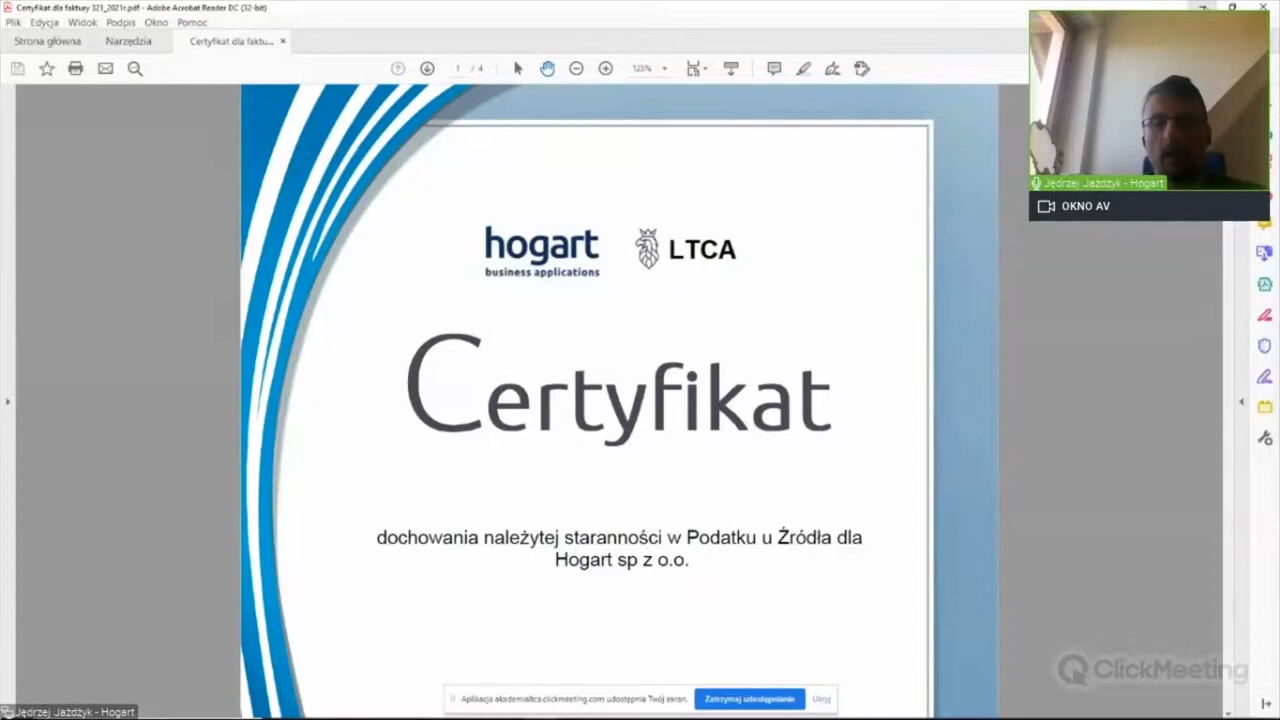 Certyfikat dla faktury 321_2021r.pdf - Adobe Acrobat Reader DC (32-bit)
Plik Edycja Widok Podpis Okno Pomoc
Strona główna Narzędzia Certyfikat dla faktu... ×
1 / 4 125%
Jędrzej Jażdżyk - Hogart
OKNO AV
hogart
business applications
LTCA
Certyfikat
dochowania należytej staranności w Podatku u Źródła dla
Hogart sp z o.o.
ClickMeeting
Aplikacja akademialtca.clickmeeting.com udostępnia Twój ekran. Zatrzymaj udostępnianie Ukryj
Jędrzej Jażdżyk - Hogart